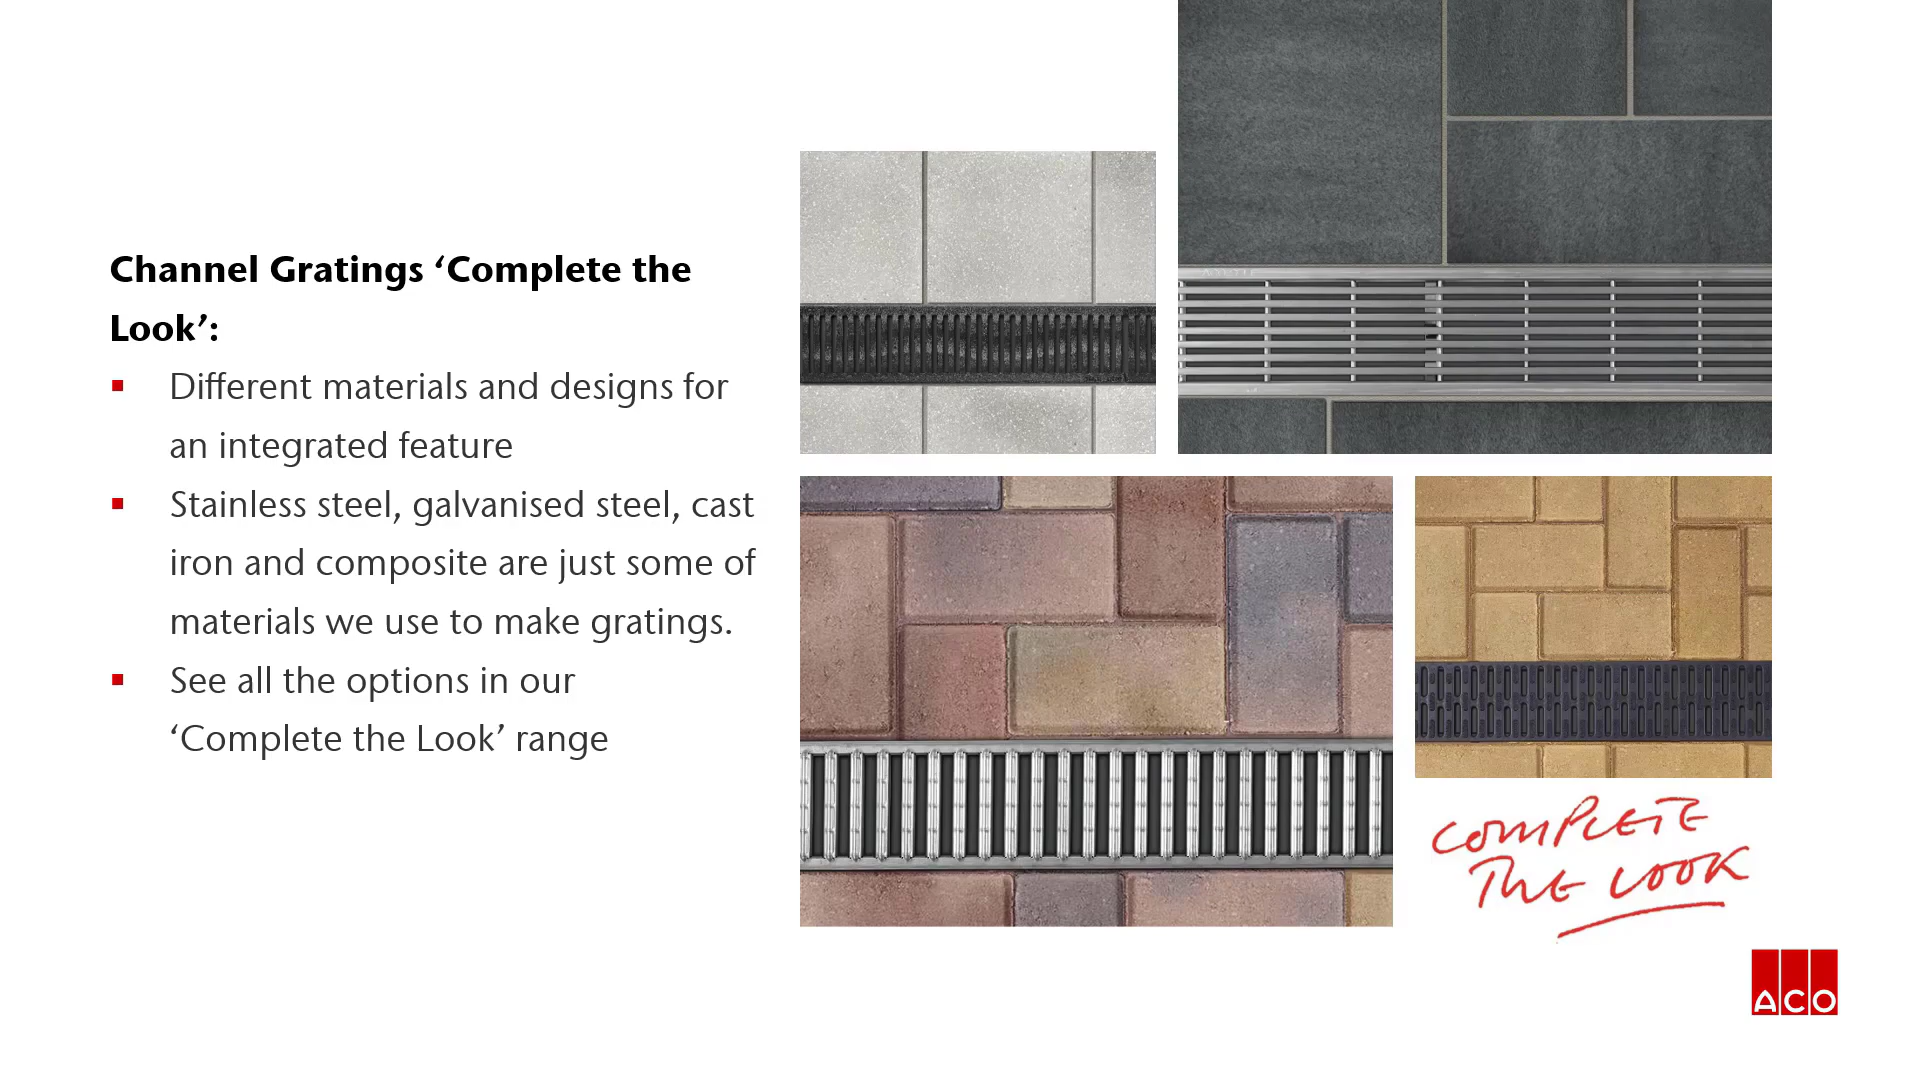 Channel Gratings ‘Complete the
Look’:
▪ Different materials and designs for
an integrated feature
▪ Stainless steel, galvanised steel, cast
iron and composite are just some of
materials we use to make gratings.
▪ See all the options in our
‘Complete the Look’ range
COMPLETE
THE LOOK
ACO